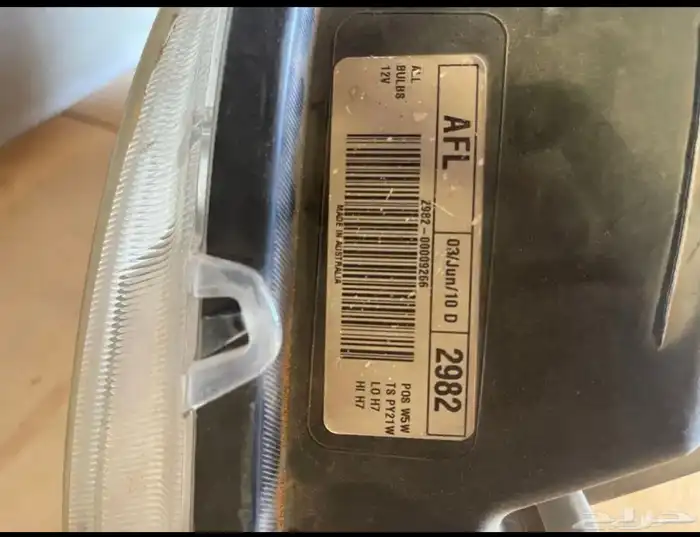 AFL
03/Jun/10 D
2982
ALL
BULBS
12V
2982-00009266
MADE IN AUSTRALIA
POS W5W
TS PY21W
LO H7
HI H7
حراج